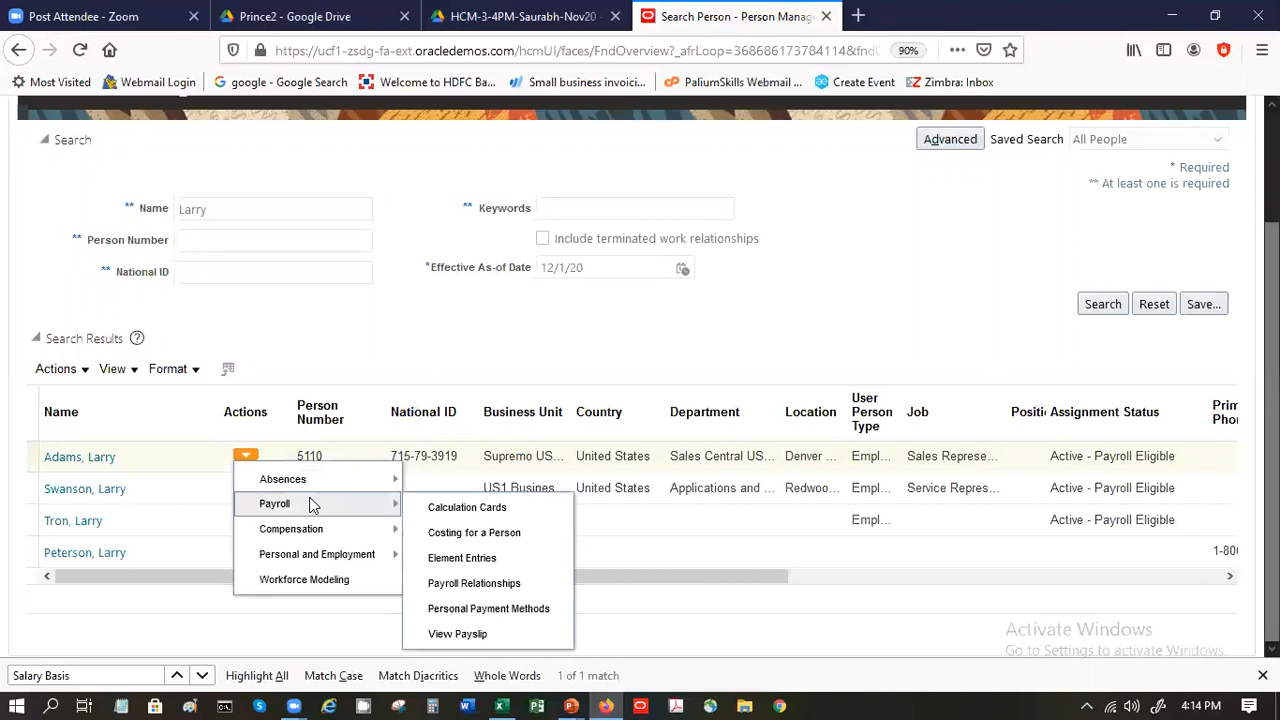 Post Attendee - Zoom
Prince2 - Google Drive
HCM-3-4PM-Saurabh-Nov20 -
Search Person - Person Manag
https://ucf1-zsdg-fa-ext.oracledemos.com/hcmUI/faces/FndOverview?_afrLoop=3686861737841114&fnd
90%
Most Visited
Webmail Login
google - Google Search
Welcome to HDFC Ba...
Small business invoici...
PaliumSkills Webmail ...
Create Event
Zimbra: Inbox
Search
Advanced
Saved Search
All People
* Required
** At least one is required
** Name
Larry
** Keywords
** Person Number
Include terminated work relationships
** National ID
*Effective As-of Date
12/1/20
Search
Reset
Save...
Search Results
Actions
View
Format
Name
Actions
Person Number
National ID
Business Unit
Country
Department
Location
User Person Type
Job
Positi
Assignment Status
Prim Phon
Adams, Larry
5110
715-79-3919
Supremo US...
United States
Sales Central US...
Denver ...
Empl...
Sales Represe...
Active - Payroll Eligible
Swanson, Larry
US1 Busines
United States
Applications and ...
Redwoo...
Empl...
Service Repres...
Active - Payroll Eligible
Tron, Larry
Empl...
Active - Payroll Eligible
Peterson, Larry
1-800
Absences
Payroll
Compensation
Personal and Employment
Workforce Modeling
Calculation Cards
Costing for a Person
Element Entries
Payroll Relationships
Personal Payment Methods
View Payslip
Activate Windows
Go to Settings to activate Windows.
Salary Basis
Highlight All
Match Case
Match Diacritics
Whole Words
1 of 1 match
4:14 PM